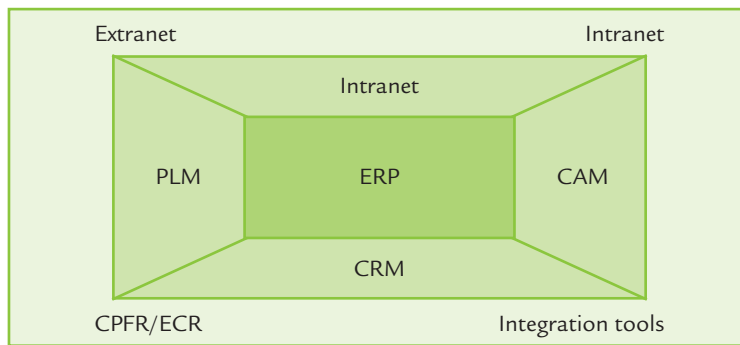 Extranet
Intranet
Intranet
PLM
ERP
CAM
CRM
CPFR/ECR
Integration tools